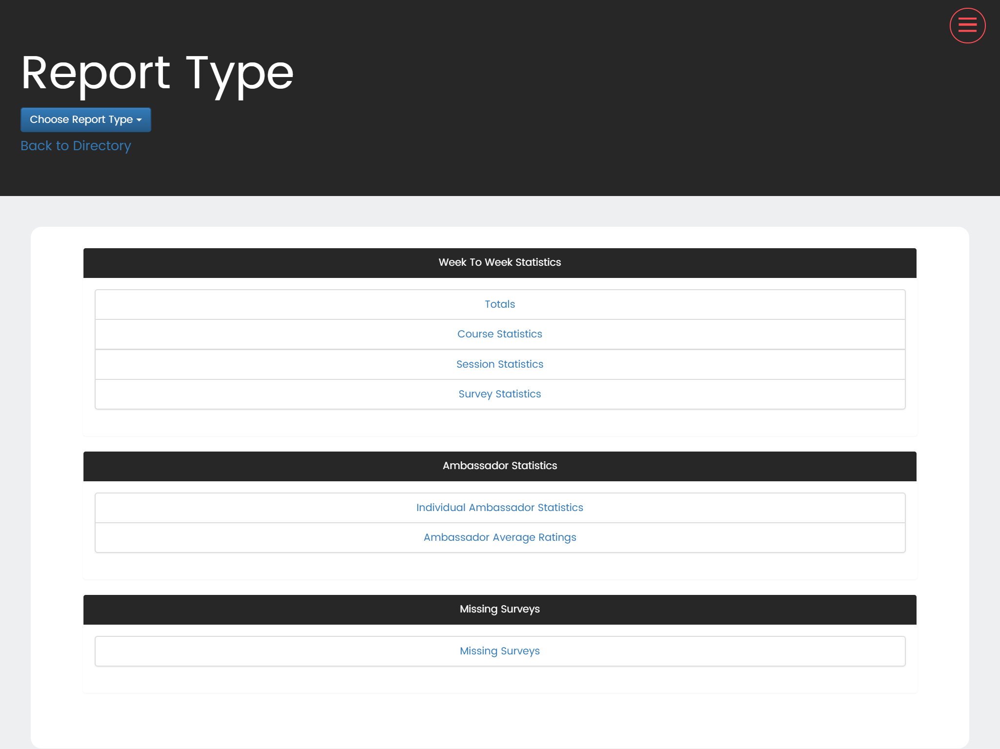 Report Type
Choose Report Type
Back to Directory
Week To Week Statistics
Totals
Course Statistics
Session Statistics
Survey Statistics
Ambassador Statistics
Individual Ambassador Statistics
Ambassador Average Ratings
Missing Surveys
Missing Surveys